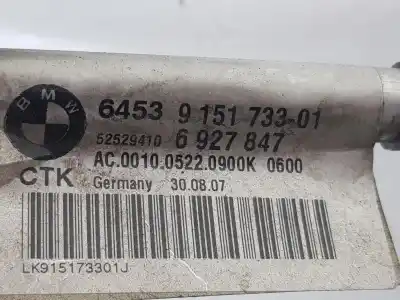 BMW
6453 9 151 733-01
52529410 6 927 847
AC.0010.0522.0900K 0600
CTK Germany 30.08.07
LK915173301J